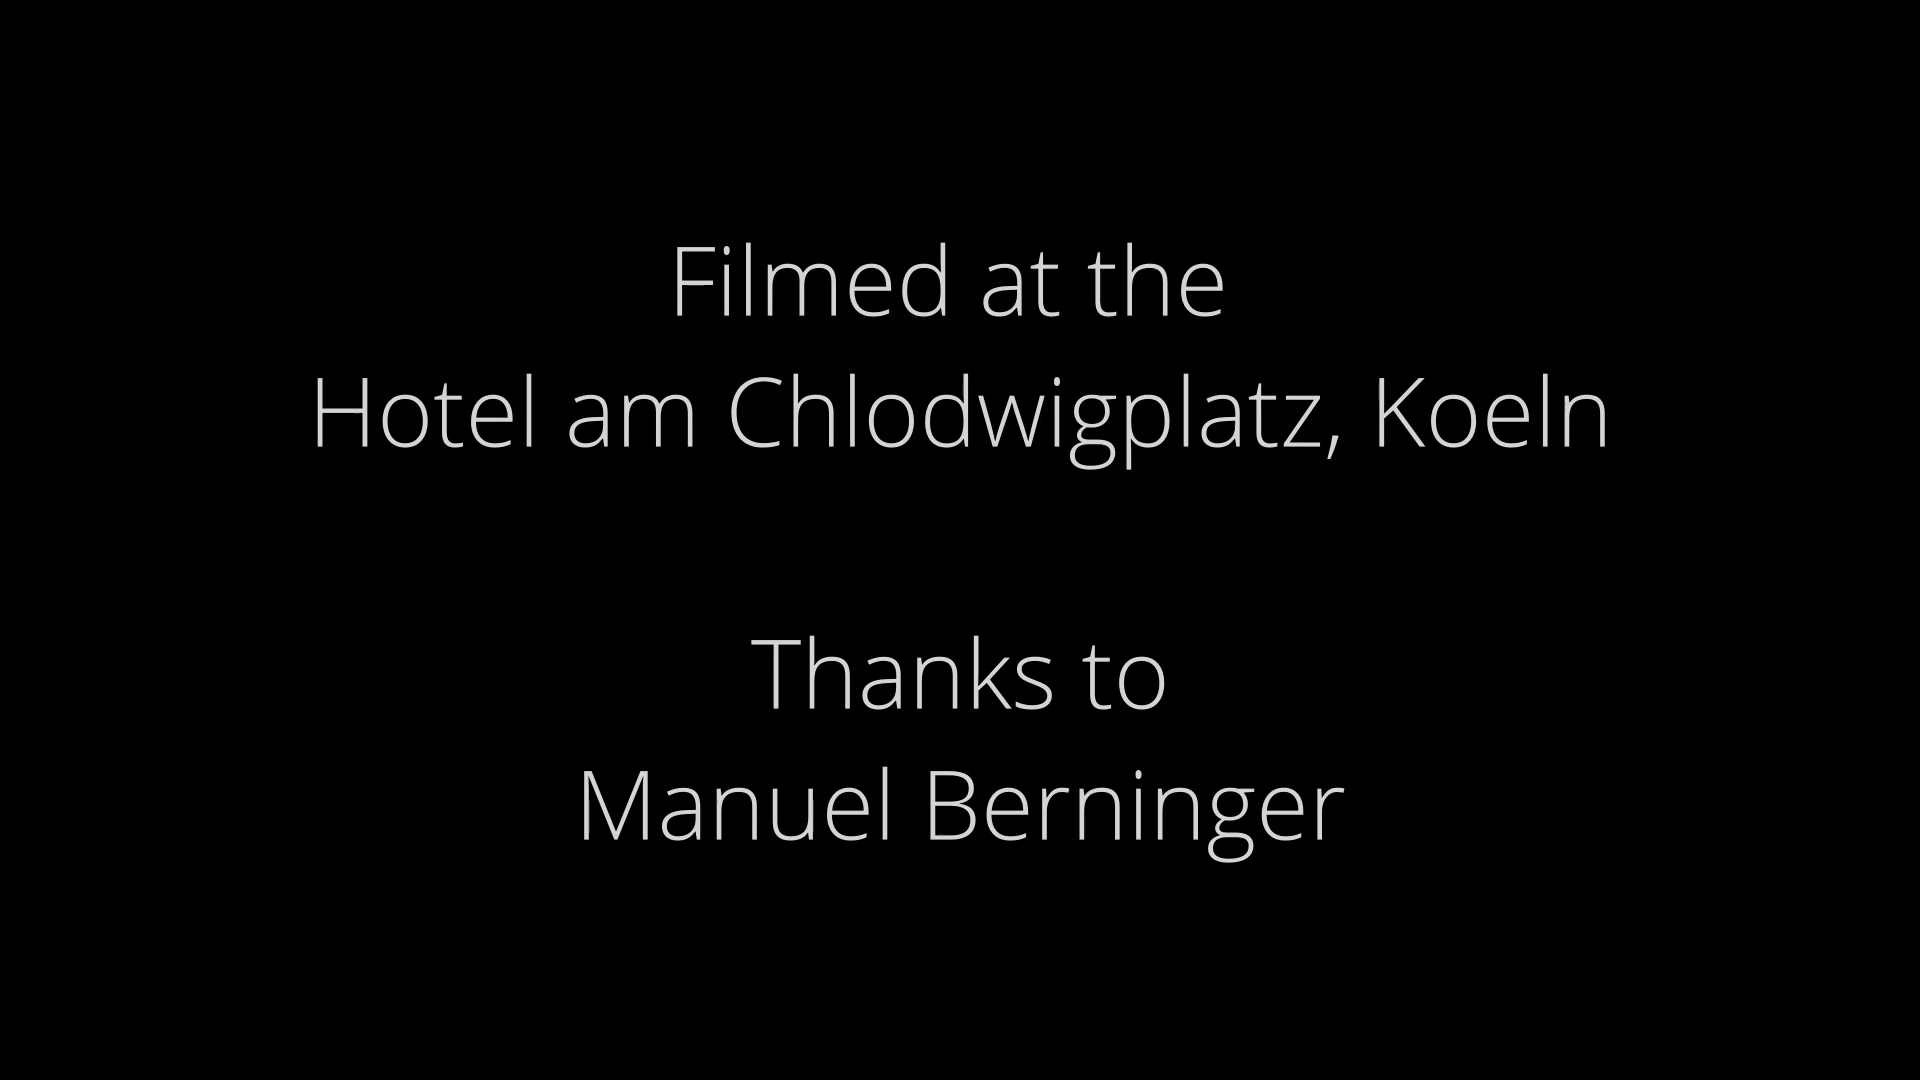 Filmed at the
Hotel am Chlodwigplatz, Koeln
Thanks to
Manuel Berninger